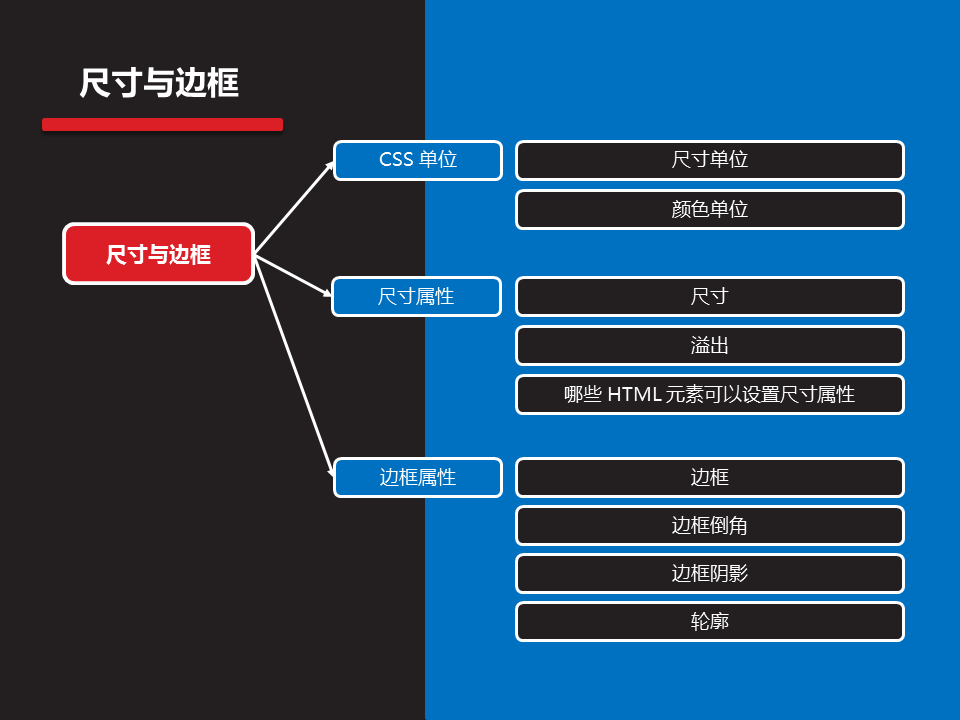 尺寸与边框
尺寸与边框
CSS 单位
尺寸单位
颜色单位
尺寸属性
尺寸
溢出
哪些 HTML 元素可以设置尺寸属性
边框属性
边框
边框倒角
边框阴影
轮廓